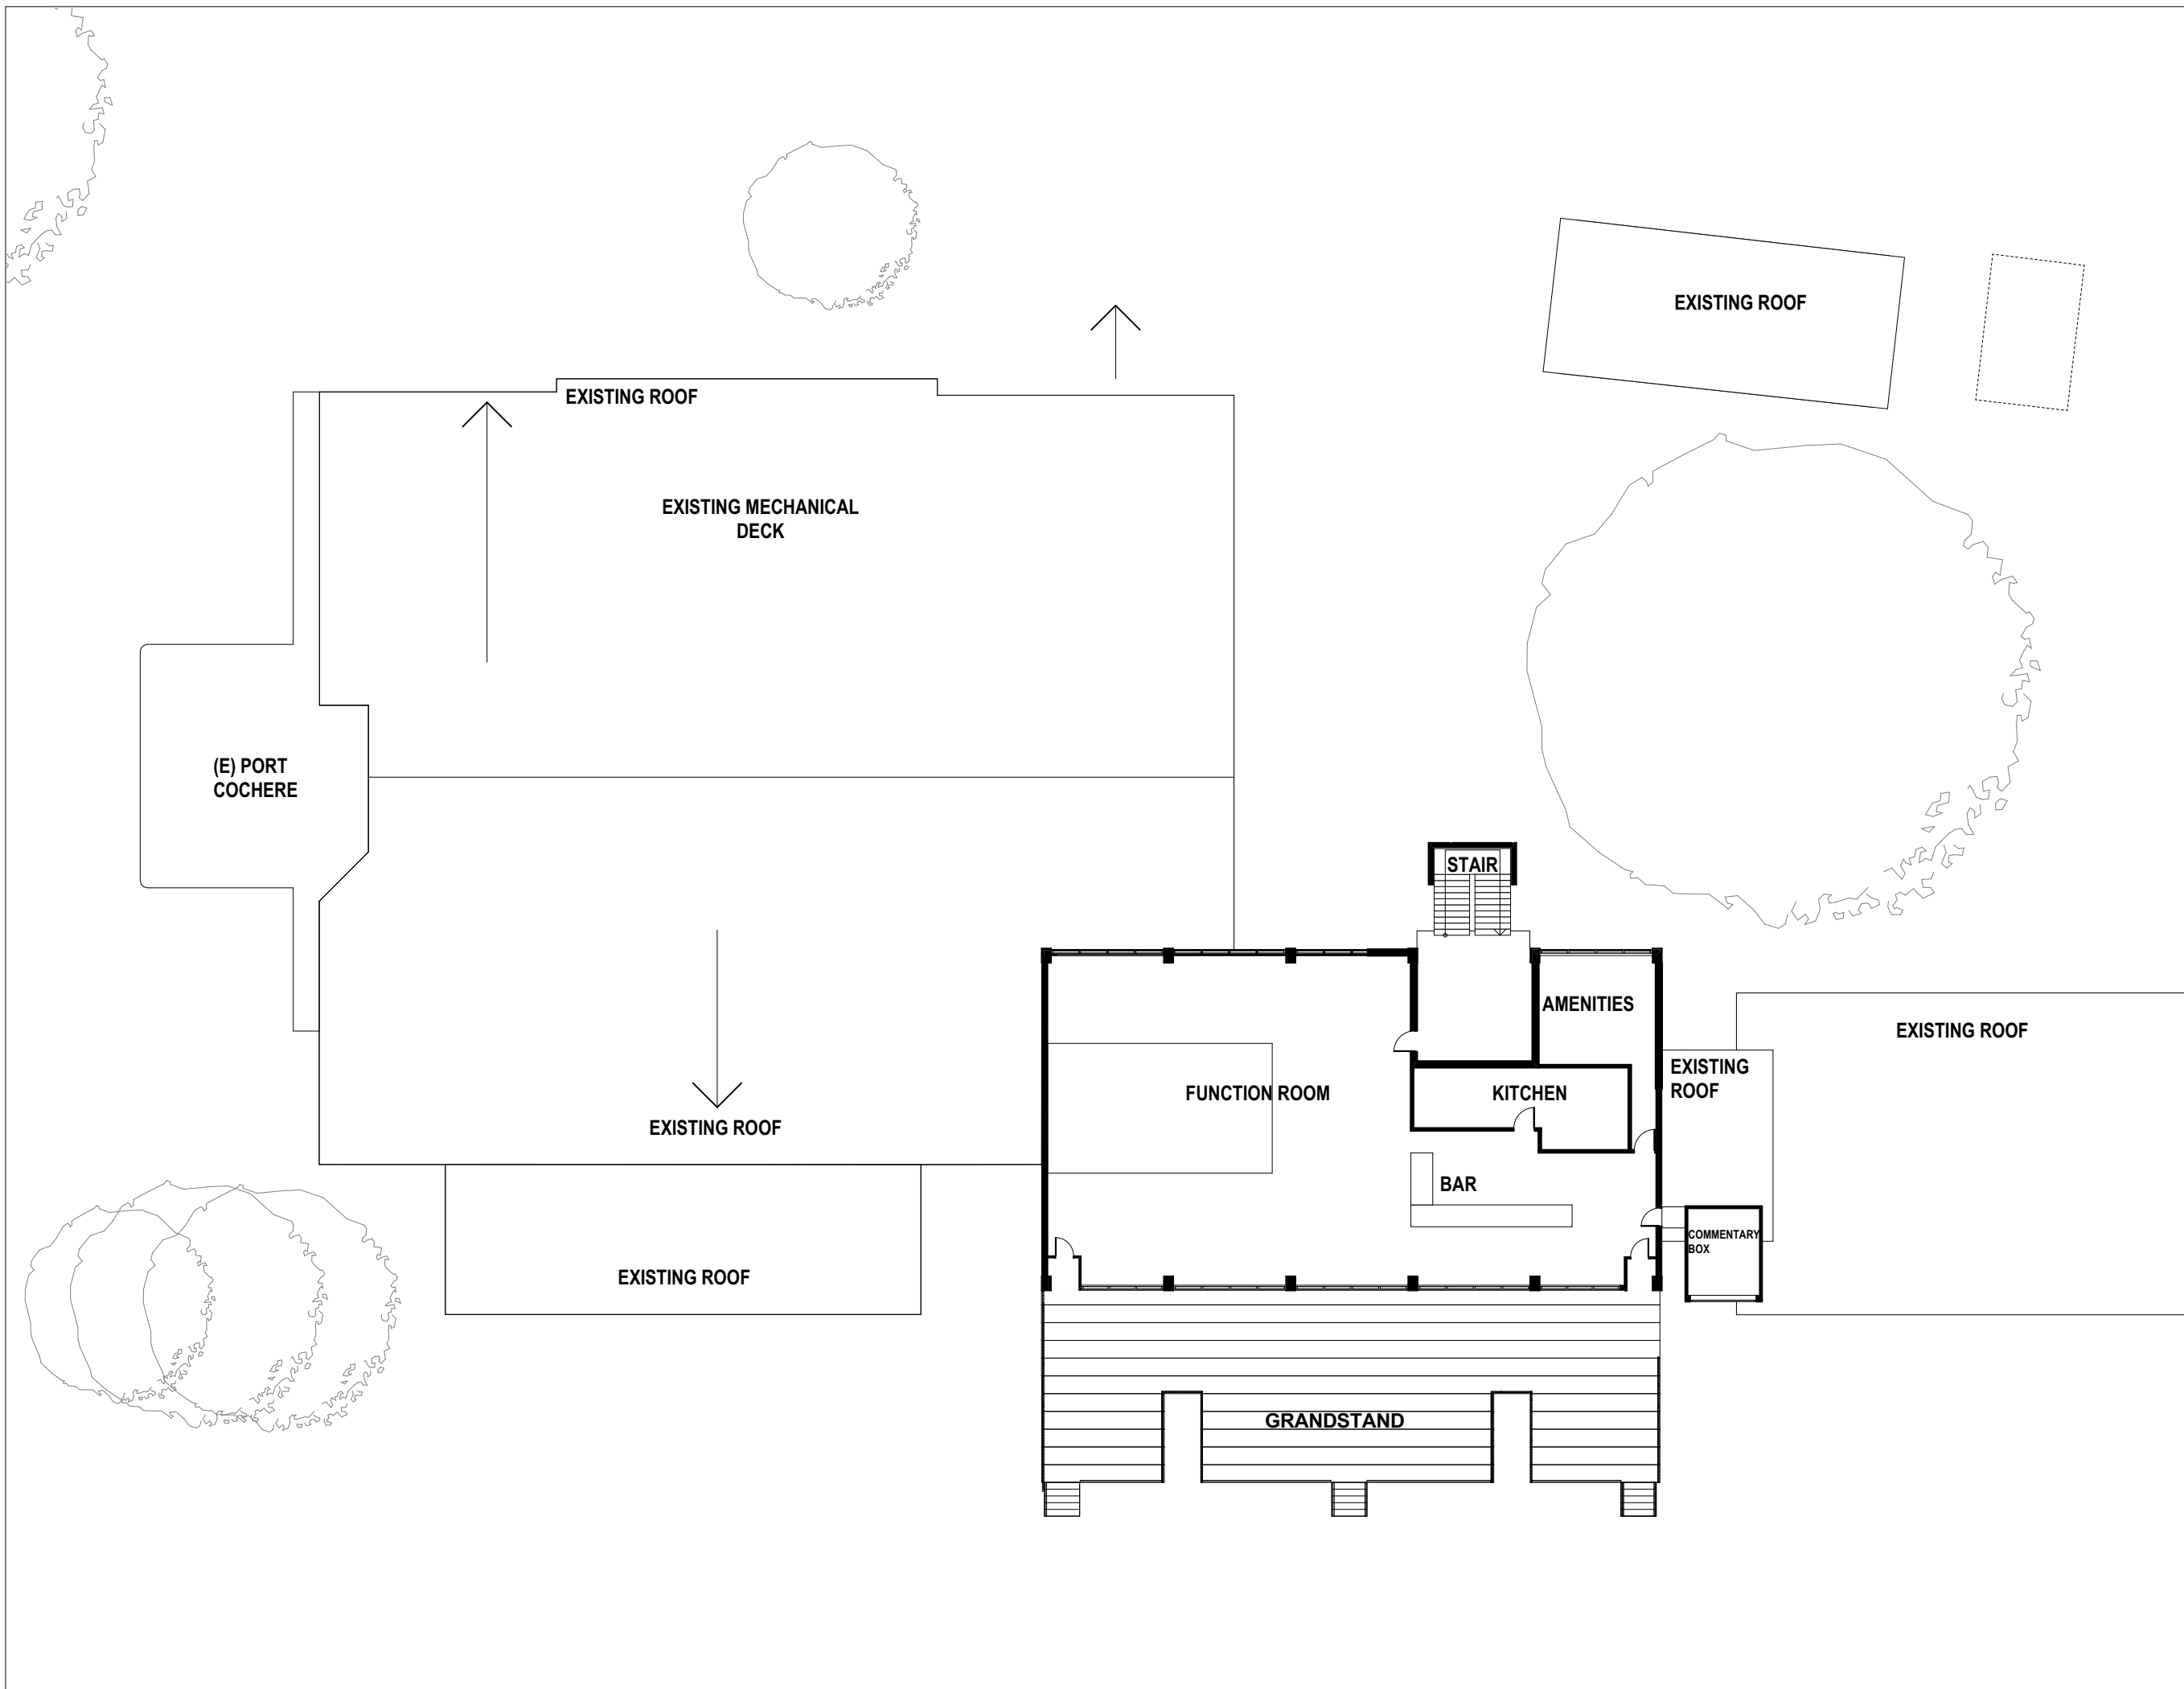 EXISTING ROOF
EXISTING ROOF
EXISTING MECHANICAL
DECK
(E) PORT
COCHERE
STAIR
AMENITIES
EXISTING ROOF
EXISTING
ROOF
FUNCTION ROOM
KITCHEN
EXISTING ROOF
BAR
COMMENTARY
BOX
EXISTING ROOF
GRANDSTAND